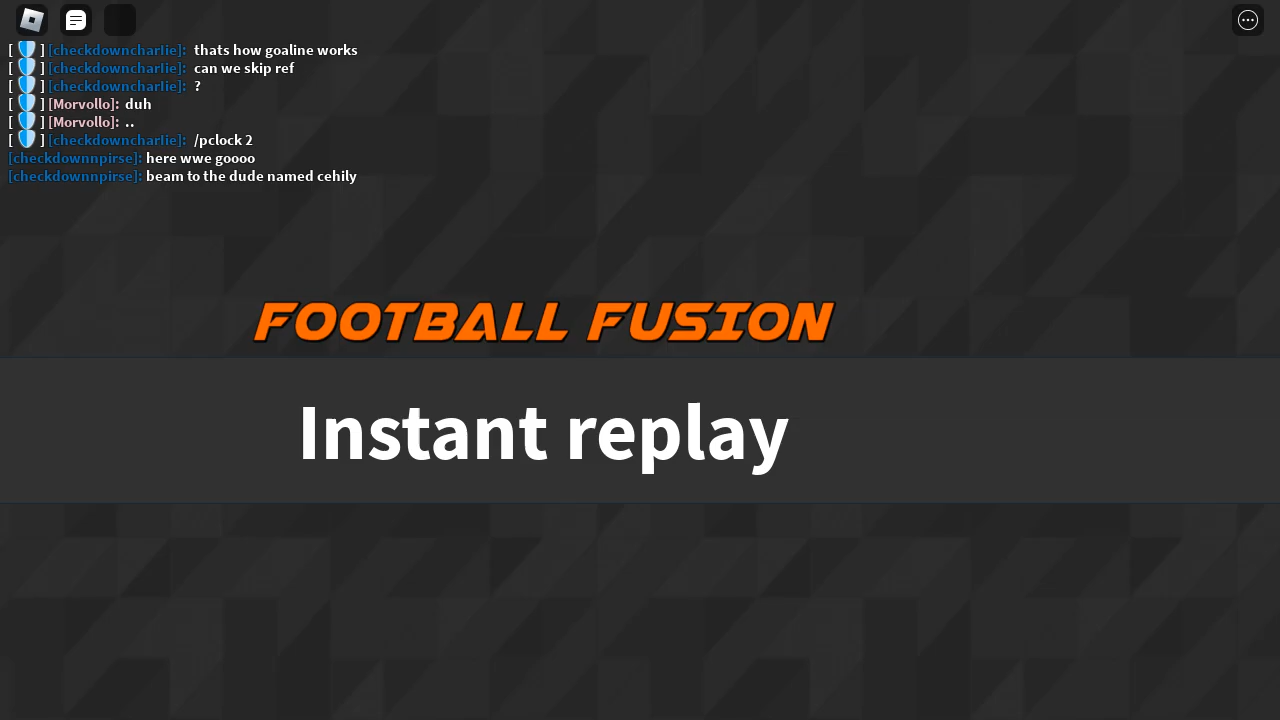 [ 🛡 ] [checkdowncharlie]: thats how goaline works
[ 🛡 ] [checkdowncharlie]: can we skip ref
[ 🛡 ] [checkdowncharlie]: ?
[ 🛡 ] [Morvollo]: duh
[ 🛡 ] [Morvollo]: ..
[ 🛡 ] [checkdowncharlie]: /pclock 2
[checkdownnpirse]: here wwe goooo
[checkdownnpirse]: beam to the dude named cehily
FOOTBALL FUSION
Instant replay